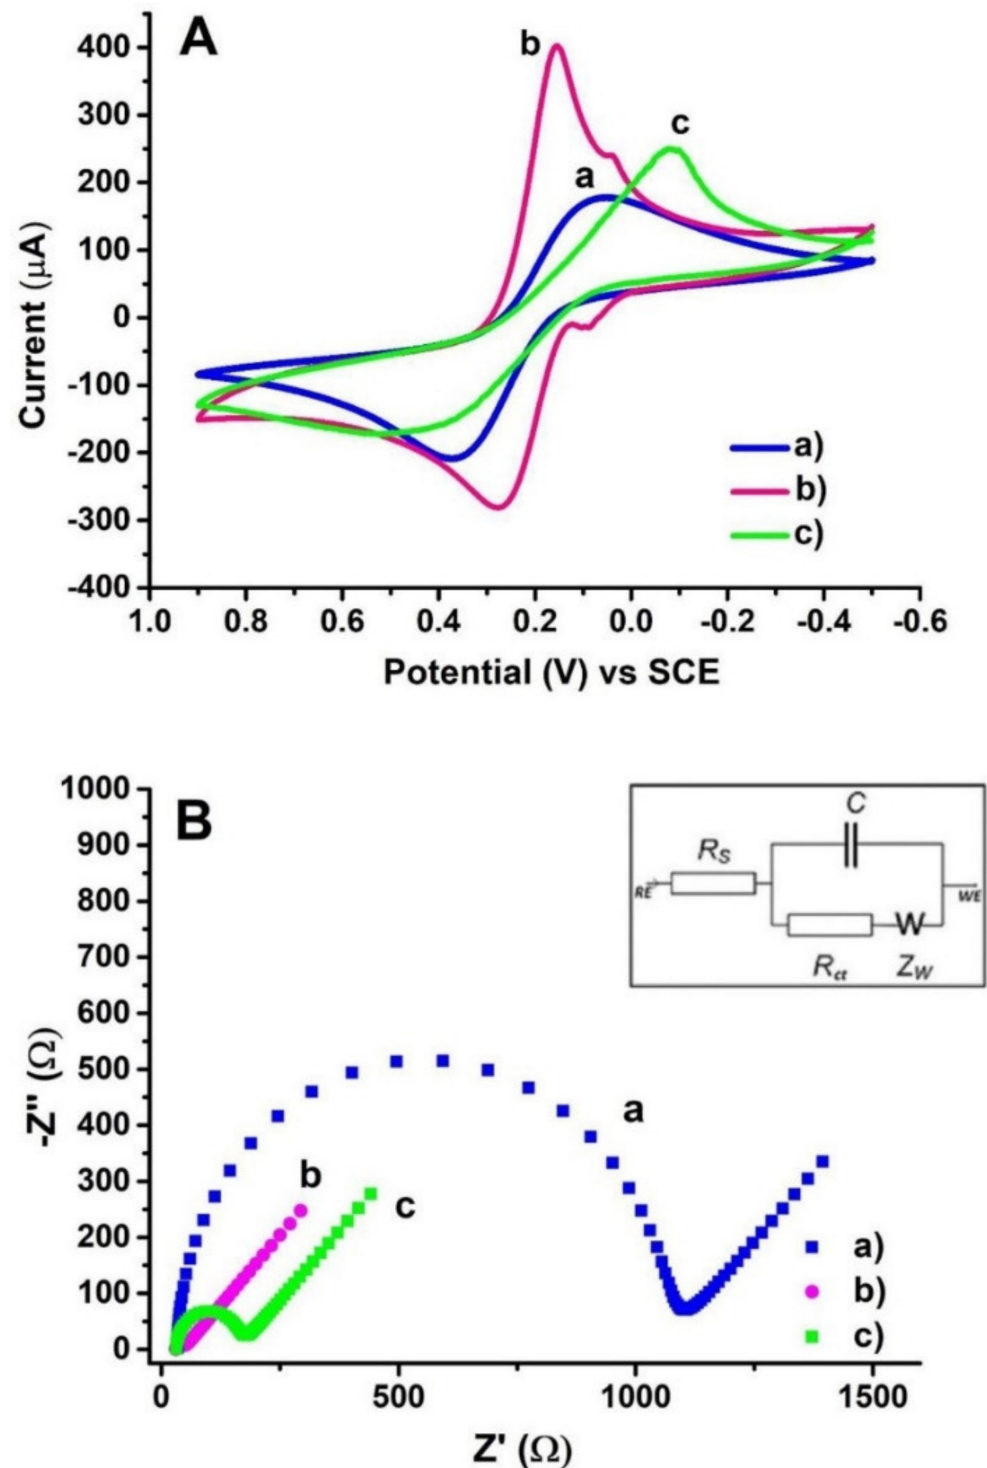 A
b
c
a
400
300
200
100
0
-100
-200
-300
-400
Current (μA)
a)
b)
c)
1.0 0.8 0.6 0.4 0.2 0.0 -0.2 -0.4 -0.6
Potential (V) vs SCE
B
1000
900
800
700
600
500
400
300
200
100
0
-Z'' (Ω)
C
RS
RE
WE
W
Rct ZW
a
b
c
a)
b)
c)
0 500 1000 1500
Z' (Ω)